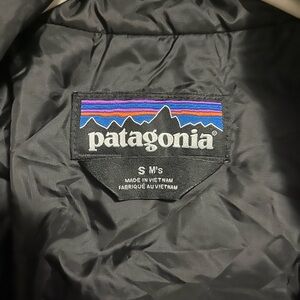 patagonia®
S M's
MADE IN VIETNAM
FABRIQUÉ AU VIETNAM